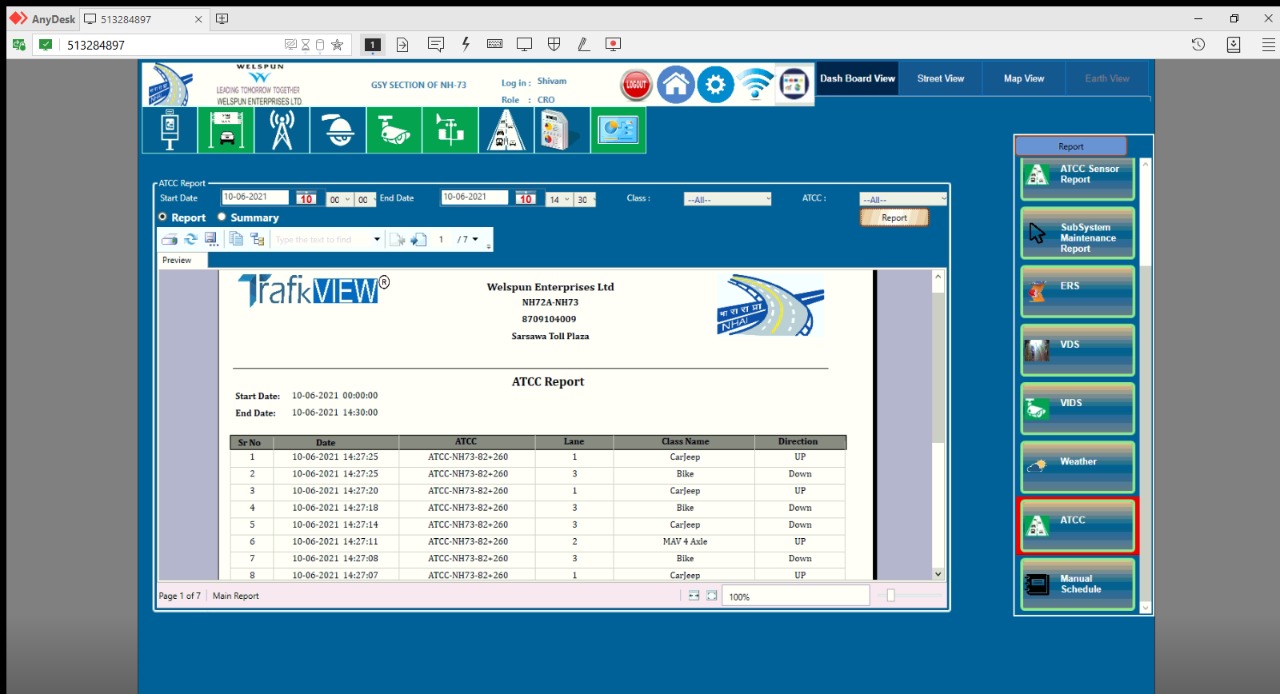 AnyDesk 513284897
513284897 1
WELSPUN
LEADING TOMORROW TOGETHER
WELSPUN ENTERPRISES LTD
GSY SECTION OF NH-73
Log in : Shivam
Role : CRO
LOGOUT
Dash Board View Street View Map View Earth View
ATCC Report
Start Date 10-06-2021 10 00 00 End Date 10-06-2021 10 14 30 Class : --All-- ATCC : --All--
Report Summary Report
Type the text to find 1 / 7
Preview
TrafikVIEW®
Welspun Enterprises Ltd
NH72A-NH73
8709104009
Sarsawa Toll Plaza
भा रा रा प्रा
NHAI
ATCC Report
Start Date: 10-06-2021 00:00:00
End Date: 10-06-2021 14:30:00
Sr No Date ATCC Lane Class Name Direction
1 10-06-2021 14:27:25 ATCC-NH73-82+260 1 CarJeep UP
2 10-06-2021 14:27:25 ATCC-NH73-82+260 3 Bike Down
3 10-06-2021 14:27:20 ATCC-NH73-82+260 1 CarJeep UP
4 10-06-2021 14:27:18 ATCC-NH73-82+260 3 Bike Down
5 10-06-2021 14:27:14 ATCC-NH73-82+260 3 CarJeep Down
6 10-06-2021 14:27:11 ATCC-NH73-82+260 2 MAV 4 Axle UP
7 10-06-2021 14:27:08 ATCC-NH73-82+260 3 Bike Down
8 10-06-2021 14:27:07 ATCC-NH73-82+260 1 CarJeep UP
Page 1 of 7 Main Report 100%
Report
ATCC Sensor
Report
SubSystem
Maintenance
Report
ERS
VDS
VIDS
Weather
ATCC
Manual
Schedule